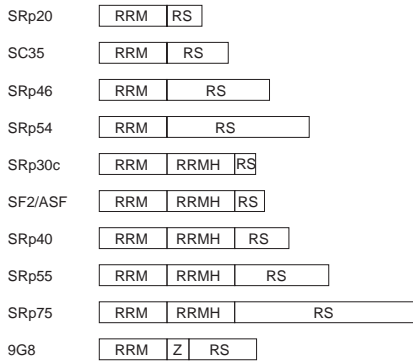 SRp20 RRM RS
SC35 RRM RS
SRp46 RRM RS
SRp54 RRM RS
SRp30c RRM RRMH RS
SF2/ASF RRM RRMH RS
SRp40 RRM RRMH RS
SRp55 RRM RRMH RS
SRp75 RRM RRMH RS
9G8 RRM Z RS